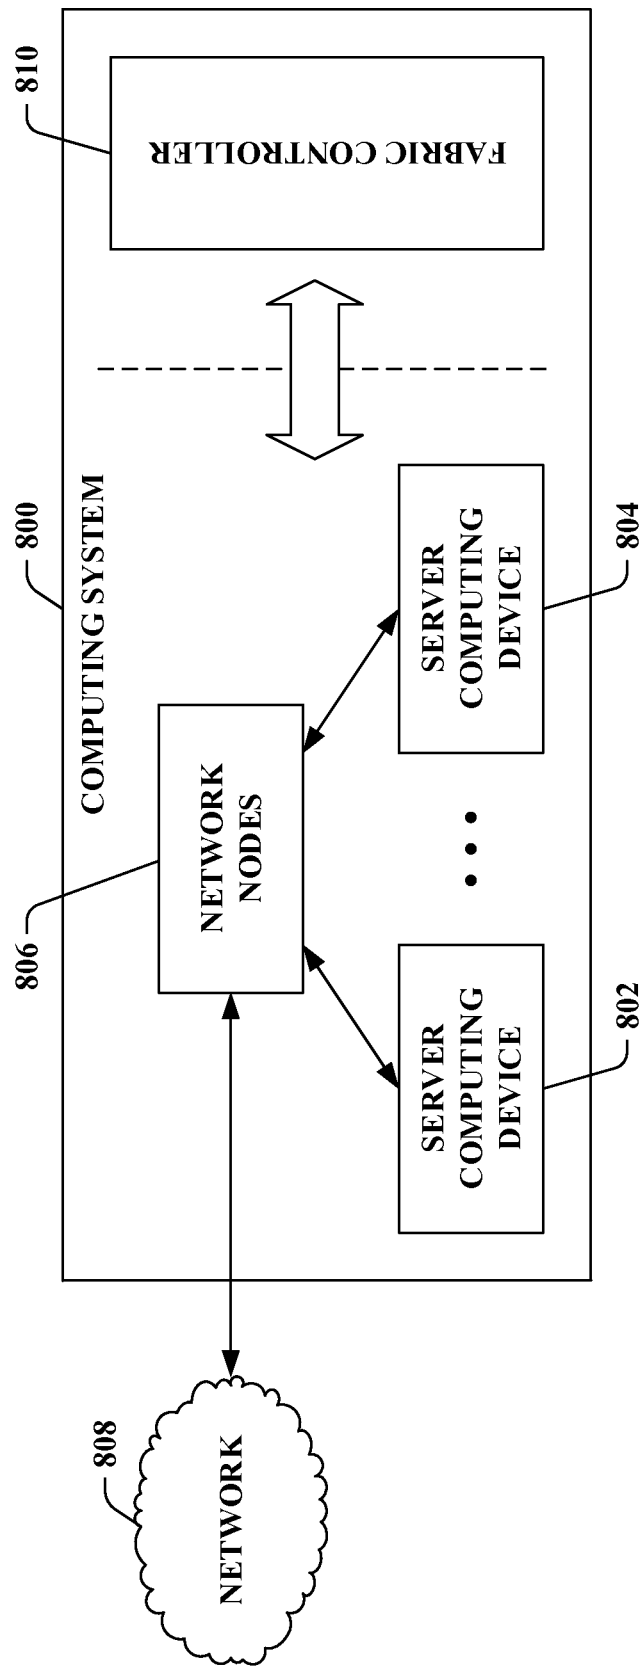 800
COMPUTING SYSTEM
806
NETWORK
NODES
808
NETWORK
810
FABRIC CONTROLLER
SERVER
COMPUTING
DEVICE
802
SERVER
COMPUTING
DEVICE
804